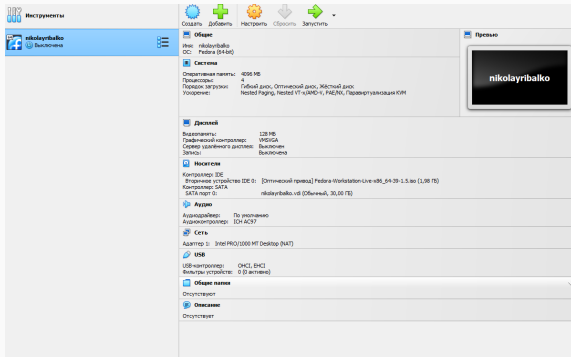 Инструменты
Создать Добавить Настроить Сбросить Запустить
nikolayribalko
Выключена
Общие
Имя: nikolayribalko
ОС: Fedora (64-bit)
Превью
nikolayribalko
Система
Оперативная память: 4096 МБ
Процессоры: 4
Порядок загрузки: Гибкий диск, Оптический диск, Жёсткий диск
Ускорение: Nested Paging, Nested VT-x/AMD-V, PAE/NX, Паравиртуализация KVM
Дисплей
Видеопамять: 128 МБ
Графический контроллер: VMSVGA
Сервер удалённого дисплея: Выключен
Запись: Выключена
Носители
Контроллер: IDE
Вторичное устройство IDE 0: [Оптический привод] Fedora-Workstation-Live-x86_64-39-1.5.iso (1,98 ГБ)
Контроллер: SATA
SATA порт 0: nikolayribalko.vdi (Обычный, 30,00 ГБ)
Аудио
Аудиодрайвер: По умолчанию
Аудиоконтроллер: ICH AC97
Сеть
Адаптер 1: Intel PRO/1000 MT Desktop (NAT)
USB
USB-контроллер: OHCI, EHCI
Фильтры устройств: 0 (0 активно)
Общие папки
Отсутствуют
Описание
Отсутствует